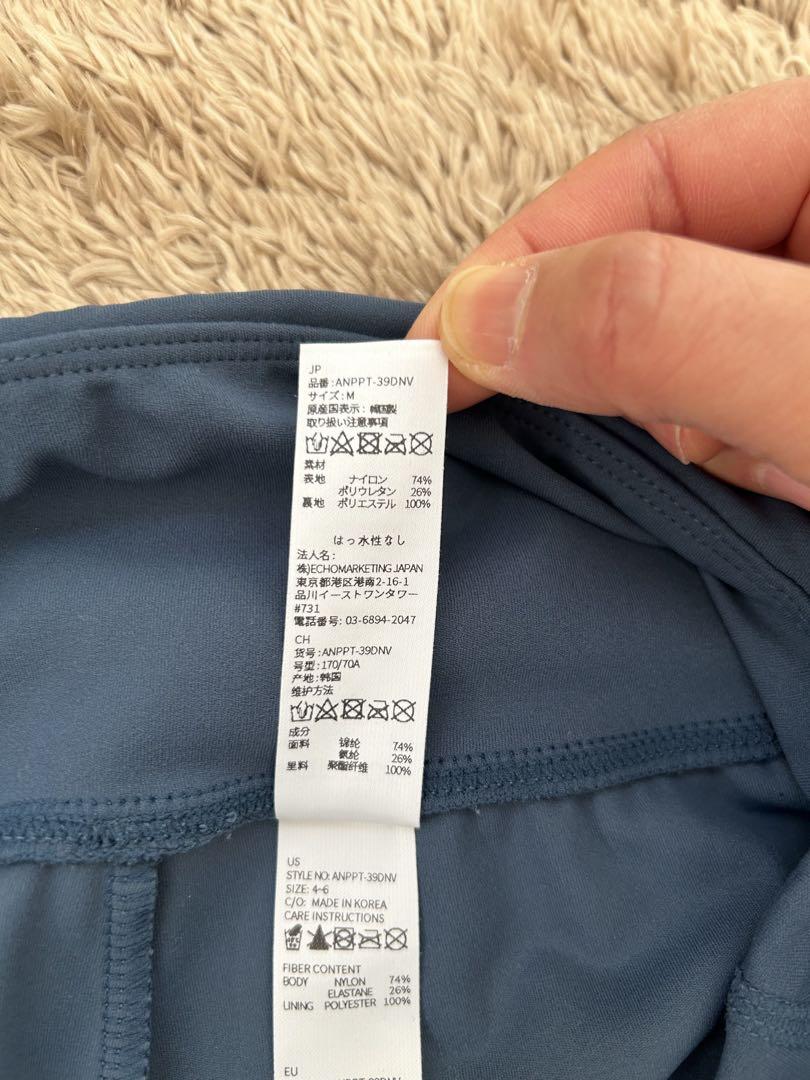 JP
品番:ANPPT-39DNV
サイズ:M
原産国表示:韓国製
取り扱い注意事項
素材
表地 ナイロン 74%
ポリウレタン 26%
裏地 ポリエステル 100%
はっ水性なし
法人名:
株)ECHOMARKETING JAPAN
東京都港区港南2-16-1
品川イーストワンタワー
#731
電話番号: 03-6894-2047
CH
货号:ANPPT-39DNV
号型:170/70A
产地:韩国
维护方法
成分
面料 锦纶 74%
氨纶 26%
里料 聚酯纤维 100%
US
STYLE NO: ANPPT-39DNV
SIZE: 4-6
C/O: MADE IN KOREA
CARE INSTRUCTIONS
FIBER CONTENT
BODY NYLON 74%
ELASTANE 26%
LINING POLYESTER 100%
EU